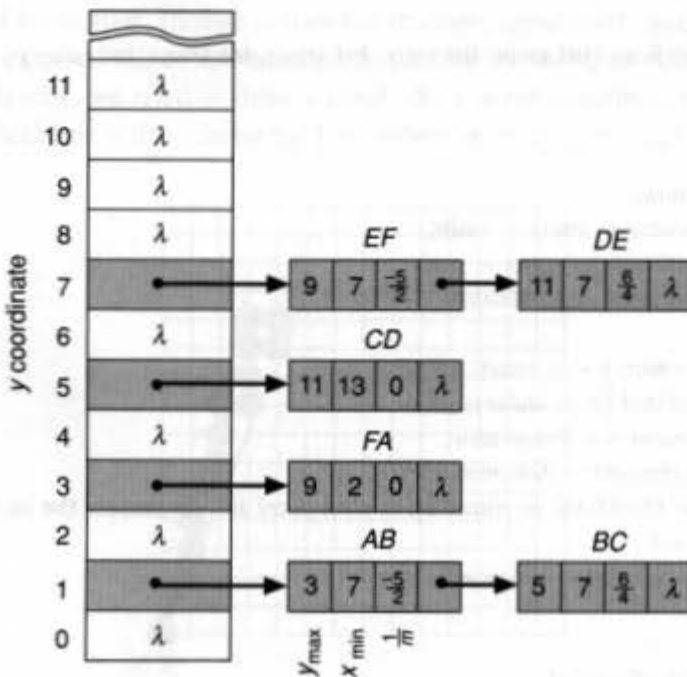 11 λ
10 λ
9 λ
8 λ
EF DE
7 9 7 -5/2 11 7 6/4 λ
6 λ
CD
5 11 13 0 λ
4 λ
FA
3 9 2 0 λ
2 λ
AB BC
1 3 7 -5/2 5 7 6/4 λ
0 λ
y max
x min
1/m
y coordinate